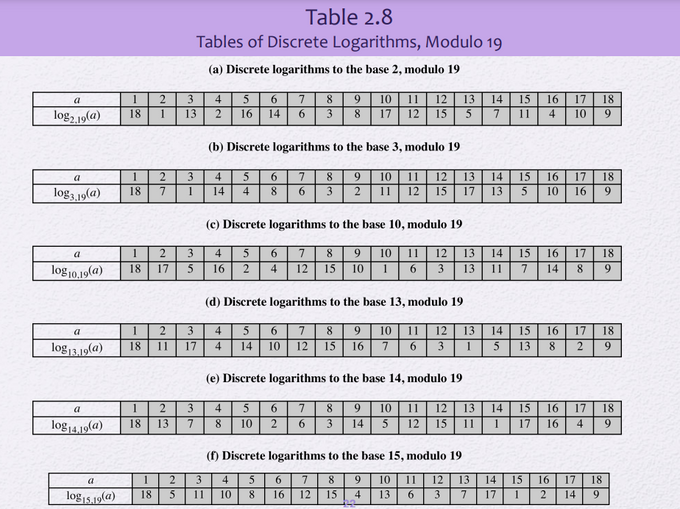 Table 2.8
Tables of Discrete Logarithms, Modulo 19
(a) Discrete logarithms to the base 2, modulo 19
a 1 2 3 4 5 6 7 8 9 10 11 12 13 14 15 16 17 18
log2,19(a) 18 1 13 2 16 14 6 3 8 17 12 15 5 7 11 4 10 9
(b) Discrete logarithms to the base 3, modulo 19
a 1 2 3 4 5 6 7 8 9 10 11 12 13 14 15 16 17 18
log3,19(a) 18 7 1 14 4 8 6 3 2 11 12 15 17 13 5 10 16 9
(c) Discrete logarithms to the base 10, modulo 19
a 1 2 3 4 5 6 7 8 9 10 11 12 13 14 15 16 17 18
log10,19(a) 18 17 5 16 2 4 12 15 10 1 6 3 13 11 7 14 8 9
(d) Discrete logarithms to the base 13, modulo 19
a 1 2 3 4 5 6 7 8 9 10 11 12 13 14 15 16 17 18
log13,19(a) 18 11 17 4 14 10 12 15 16 7 6 3 1 5 13 8 2 9
(e) Discrete logarithms to the base 14, modulo 19
a 1 2 3 4 5 6 7 8 9 10 11 12 13 14 15 16 17 18
log14,19(a) 18 13 7 8 10 2 6 3 14 5 12 15 11 1 17 16 4 9
(f) Discrete logarithms to the base 15, modulo 19
a 1 2 3 4 5 6 7 8 9 10 11 12 13 14 15 16 17 18
log15,19(a) 18 5 11 10 8 16 12 15 4 13 6 3 7 17 1 2 14 9